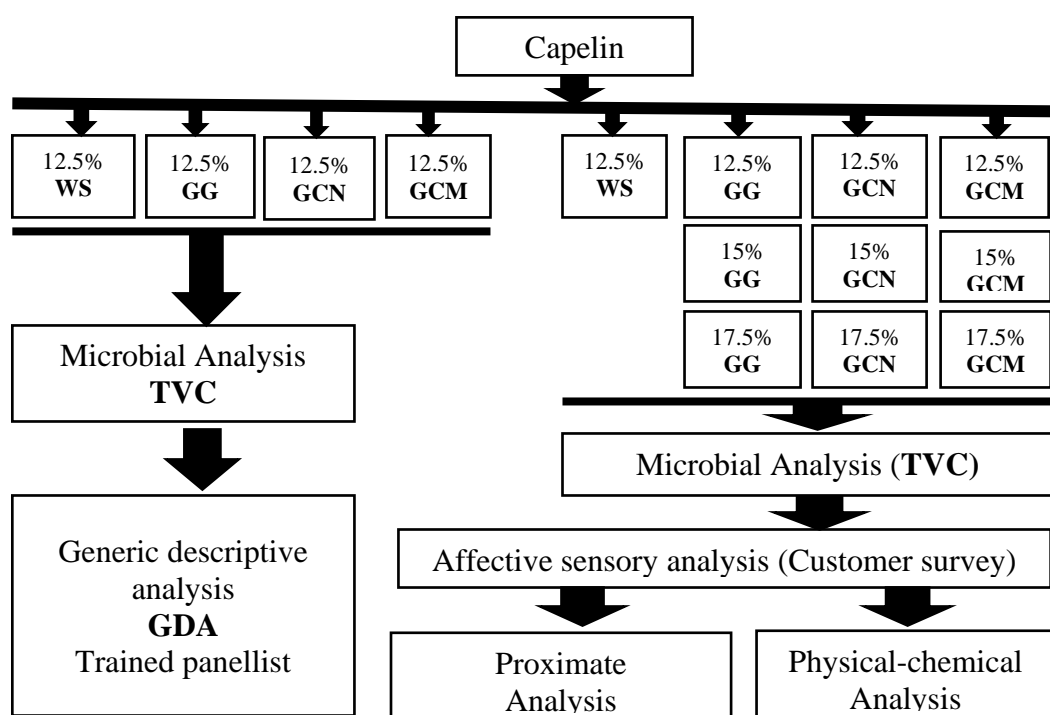 Capelin
12.5%
WS
12.5%
GG
12.5%
GCN
12.5%
GCM
12.5%
WS
12.5%
GG
12.5%
GCN
12.5%
GCM
15%
GG
15%
GCN
15%
GCM
17.5%
GG
17.5%
GCN
17.5%
GCM
Microbial Analysis
TVC
Generic descriptive
analysis
GDA
Trained panellist
Microbial Analysis (TVC)
Affective sensory analysis (Customer survey)
Proximate
Analysis
Physical-chemical
Analysis